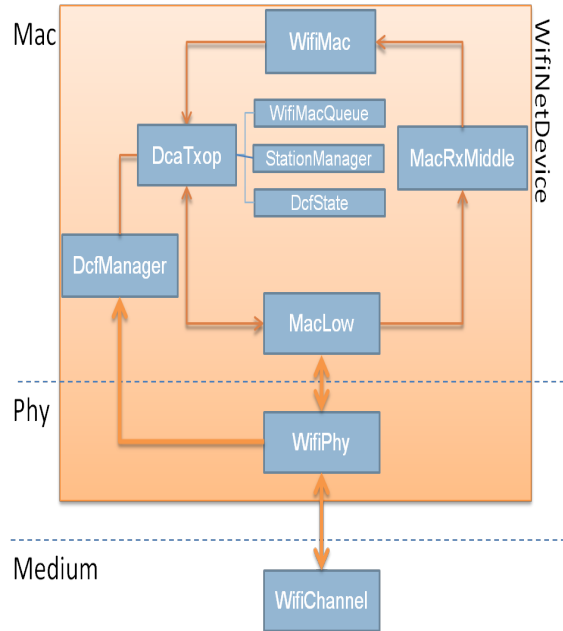 Mac
WifiMac
WifiNetDevice
WifiMacQueue
DcaTxop
StationManager
MacRxMiddle
DcfState
DcfManager
MacLow
Phy
WifiPhy
Medium
WifiChannel